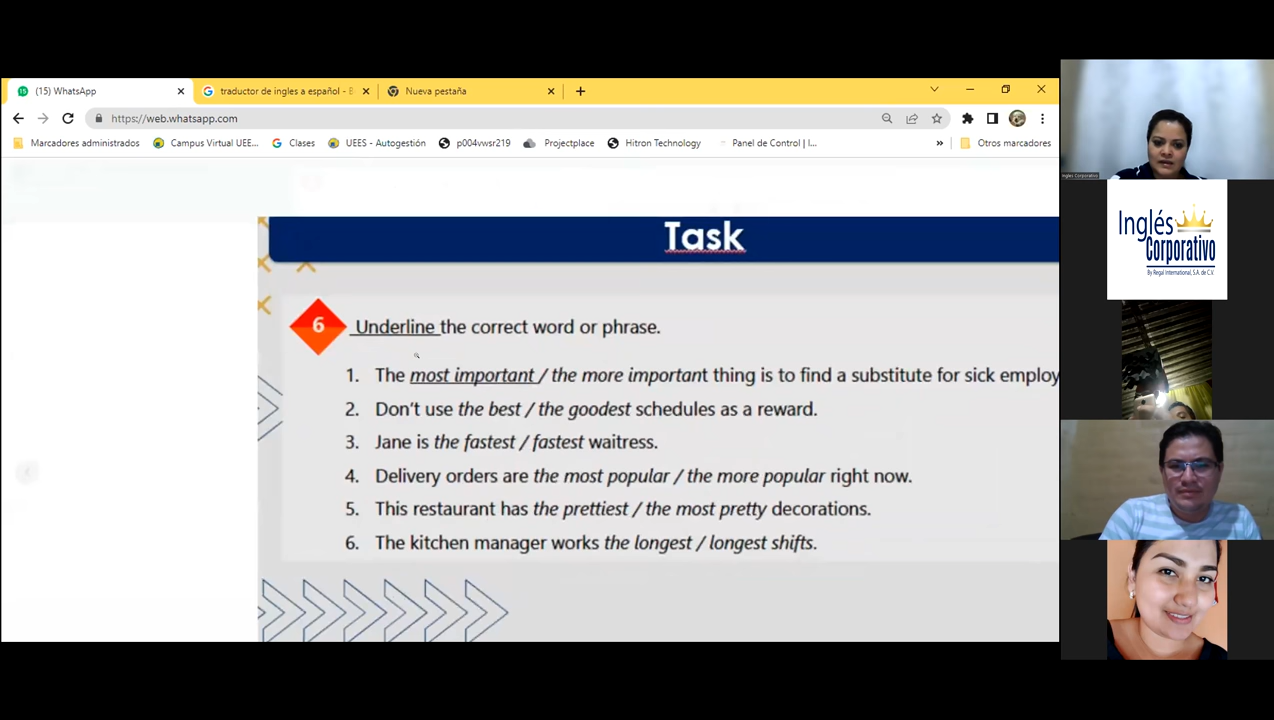 (15) WhatsApp
traductor de ingles a español - B
Nueva pestaña
https://web.whatsapp.com
Marcadores administrados
Campus Virtual UEE...
Clases
UEES - Autogestión
p004vwsr219
Projectplace
Hitron Technology
Panel de Control | I...
»
Otros marcadores
Task
6
Underline the correct word or phrase.
1. The most important / the more important thing is to find a substitute for sick employ
2. Don't use the best / the goodest schedules as a reward.
3. Jane is the fastest / fastest waitress.
4. Delivery orders are the most popular / the more popular right now.
5. This restaurant has the prettiest / the most pretty decorations.
6. The kitchen manager works the longest / longest shifts.
Inglés Corporativo
Inglés
Corporativo
By Regal International, S.A. de C.V.